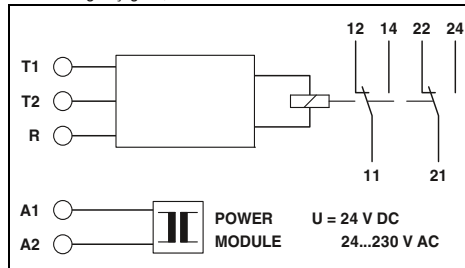 12 14 22 24
T1
T2
R
11 21
A1
A2
POWER U = 24 V DC
MODULE 24...230 V AC